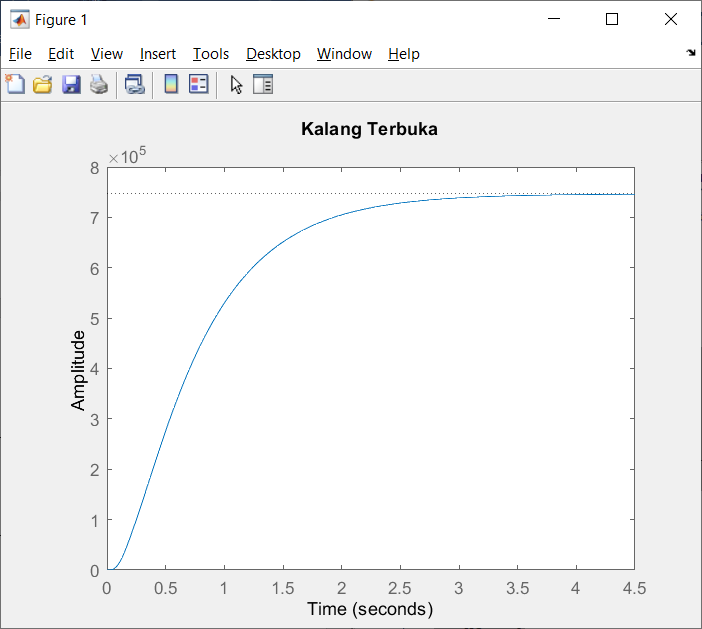 Figure 1
File Edit View Insert Tools Desktop Window Help
Kalang Terbuka
×10⁵
8
7
6
5
4
3
2
1
0
Amplitude
0 0.5 1 1.5 2 2.5 3 3.5 4 4.5
Time (seconds)